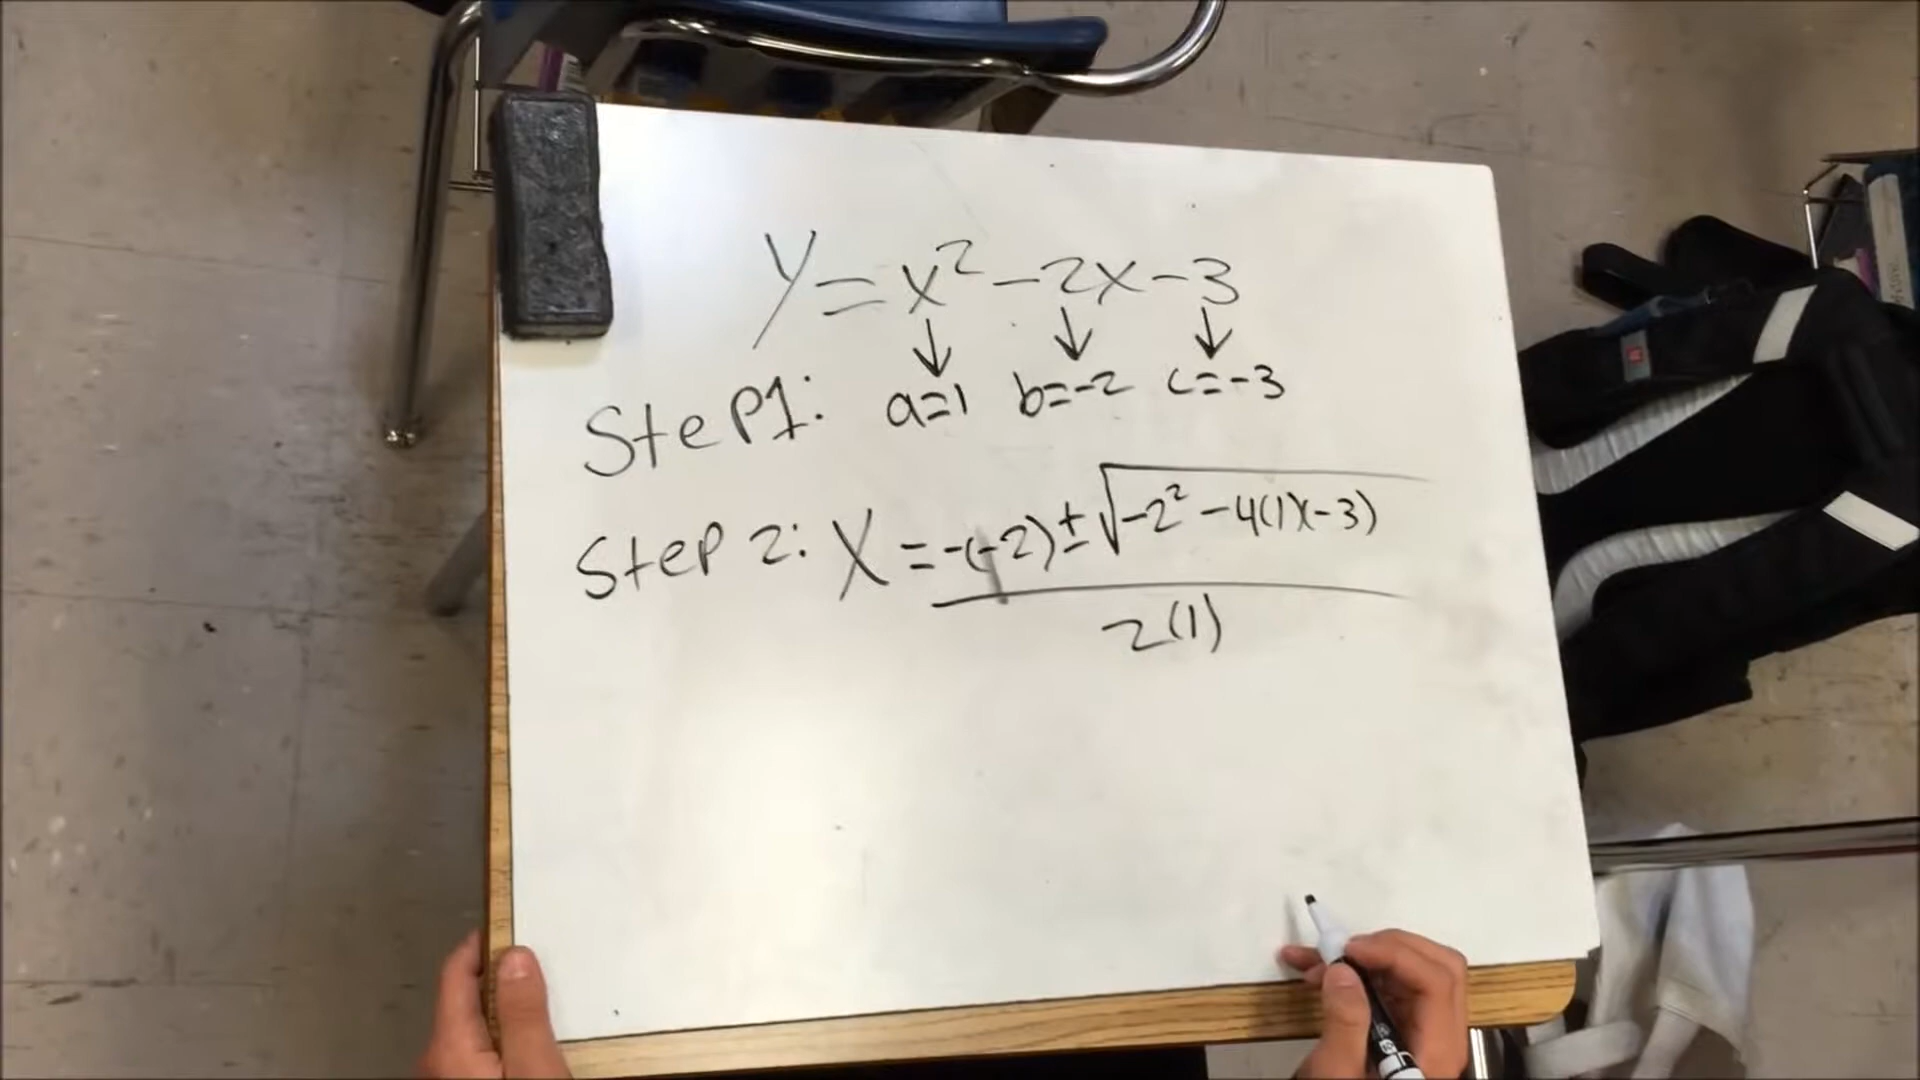 y=x²-2x-3
Step1: a=1 b=-2 c=-3
Step 2: X=-(-2)±√-2²-4(1)(-3)
2(1)